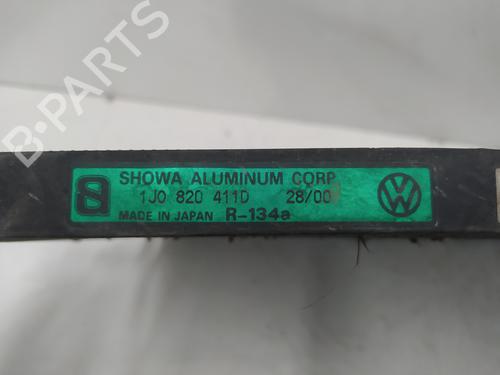 SHOWA ALUMINUM CORP
1J0 820 411D 28/00
MADE IN JAPAN R-134a
B-PARTS